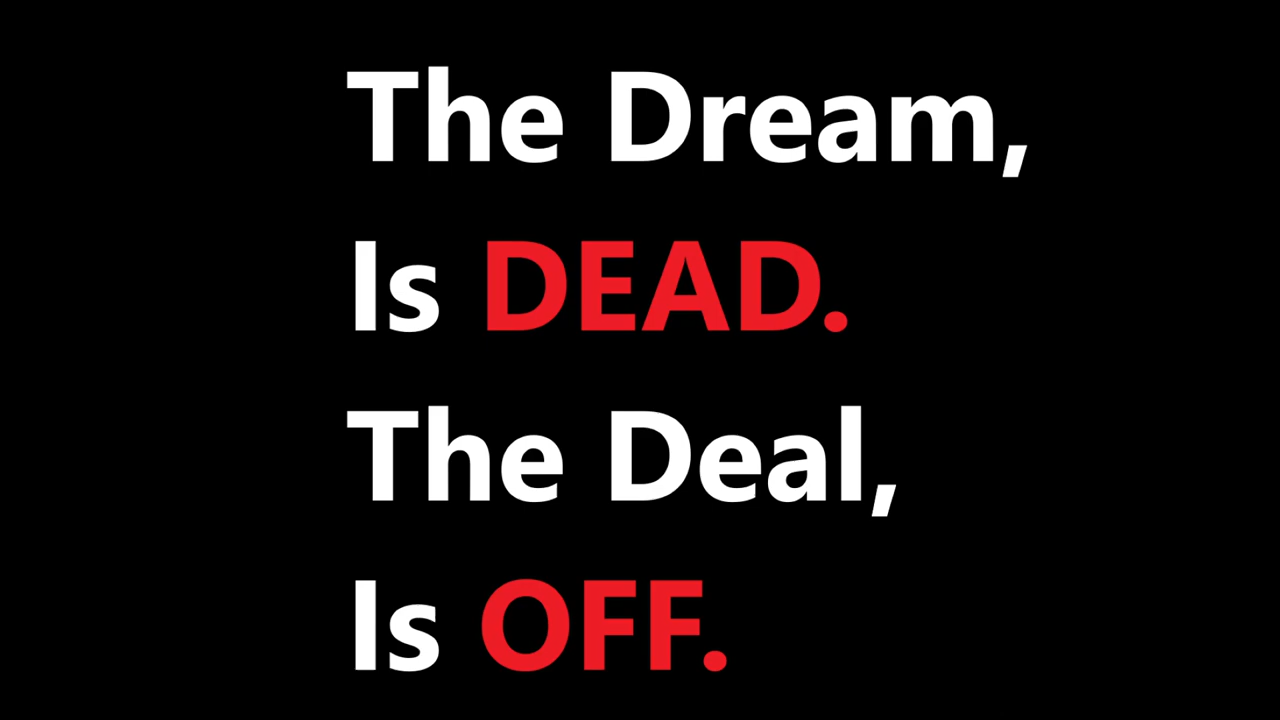 The Dream,
Is DEAD.
The Deal,
Is OFF.